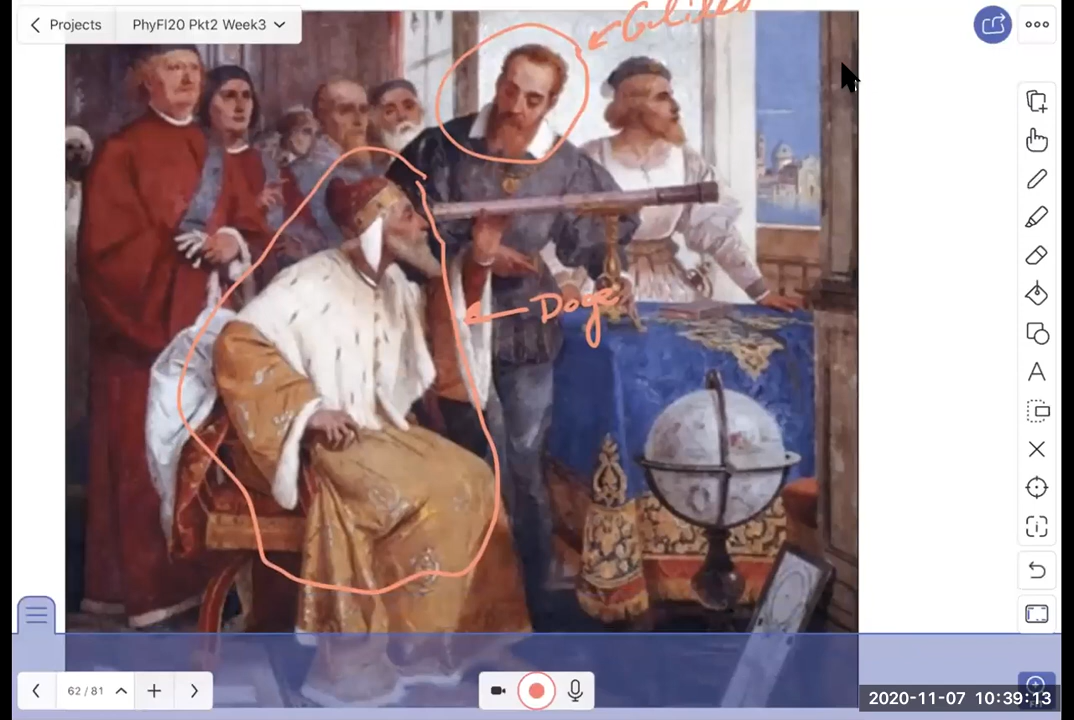 Projects
PhyFl20 Pkt2 Week3
Galileo
Doge
62 / 81
2020-11-07 10:39:13